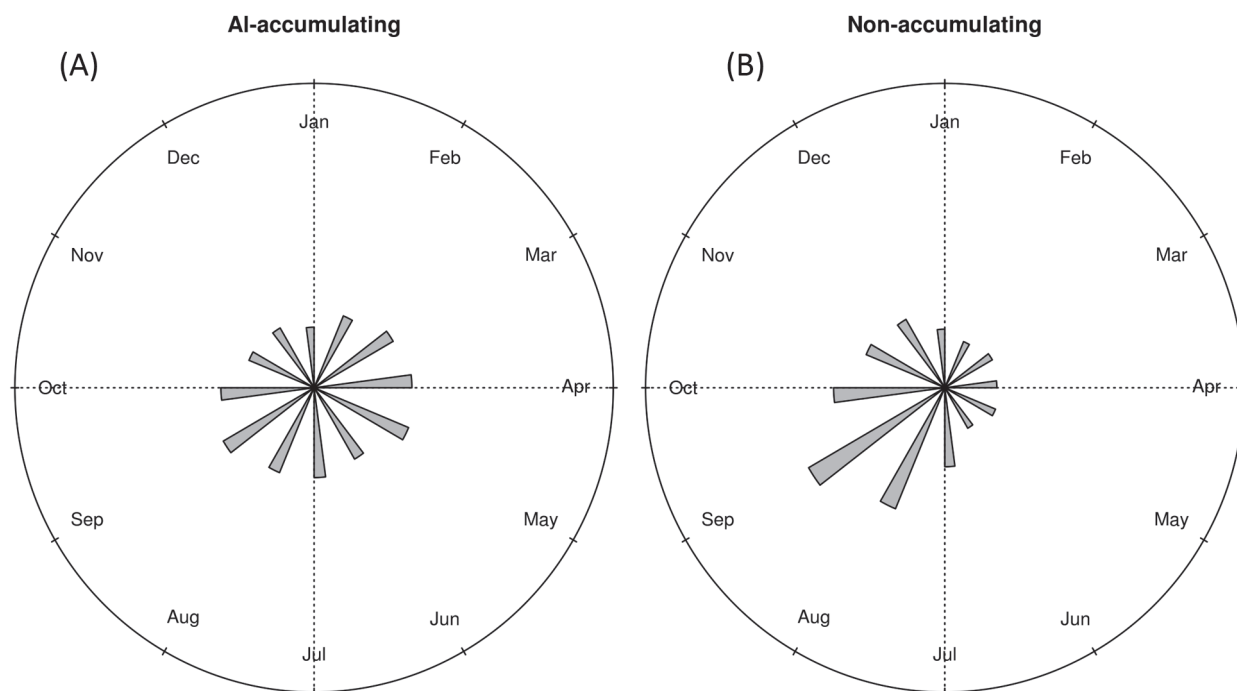 Al-accumulating
Non-accumulating
(A)
(B)
Jan
Feb
Mar
Apr
May
Jun
Jul
Aug
Sep
Oct
Nov
Dec
Jan
Feb
Mar
Apr
May
Jun
Jul
Aug
Sep
Oct
Nov
Dec